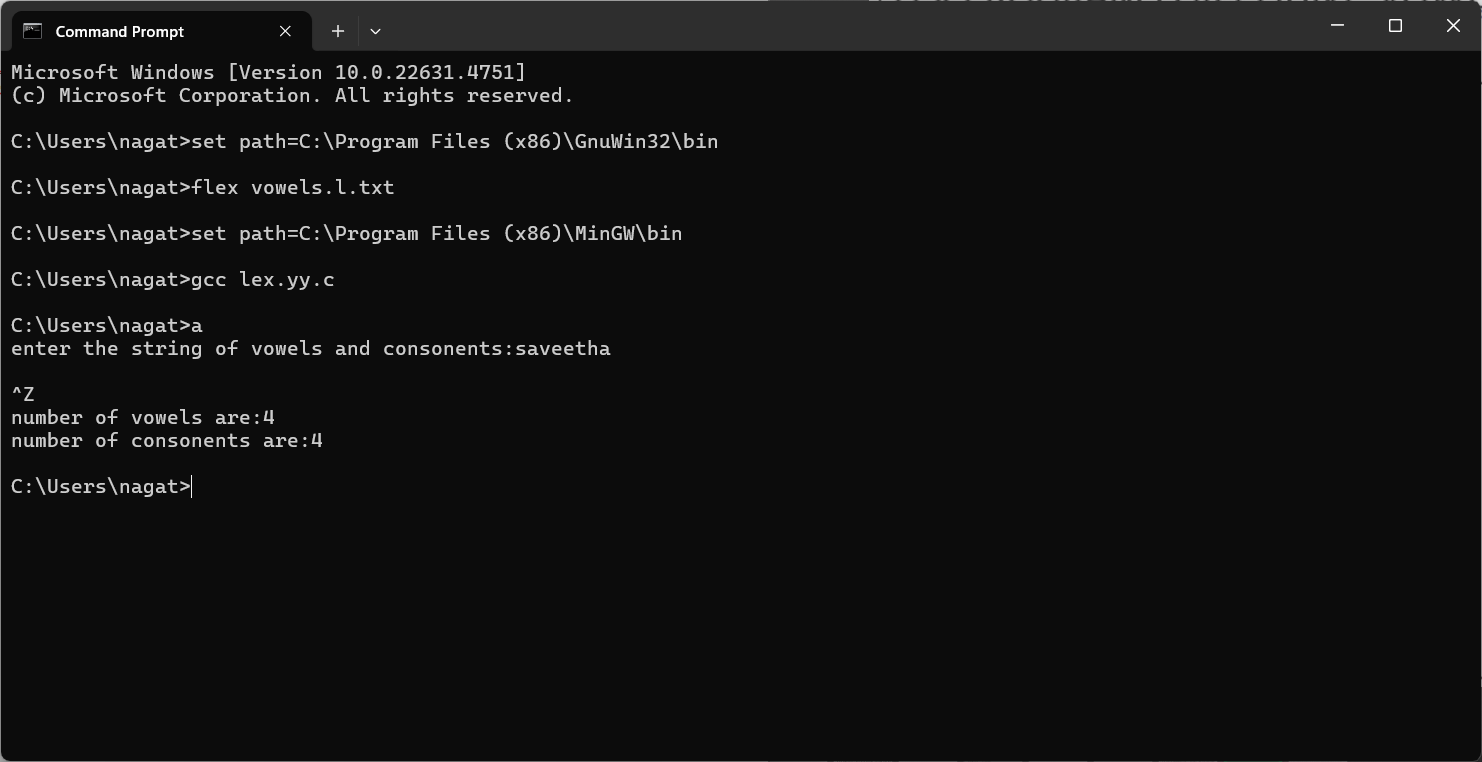 Command Prompt
Microsoft Windows [Version 10.0.22631.4751]
(c) Microsoft Corporation. All rights reserved.
C:\Users\nagat>set path=C:\Program Files (x86)\GnuWin32\bin
C:\Users\nagat>flex vowels.l.txt
C:\Users\nagat>set path=C:\Program Files (x86)\MinGW\bin
C:\Users\nagat>gcc lex.yy.c
C:\Users\nagat>a
enter the string of vowels and consonents:saveetha
^Z
number of vowels are:4
number of consonents are:4
C:\Users\nagat>